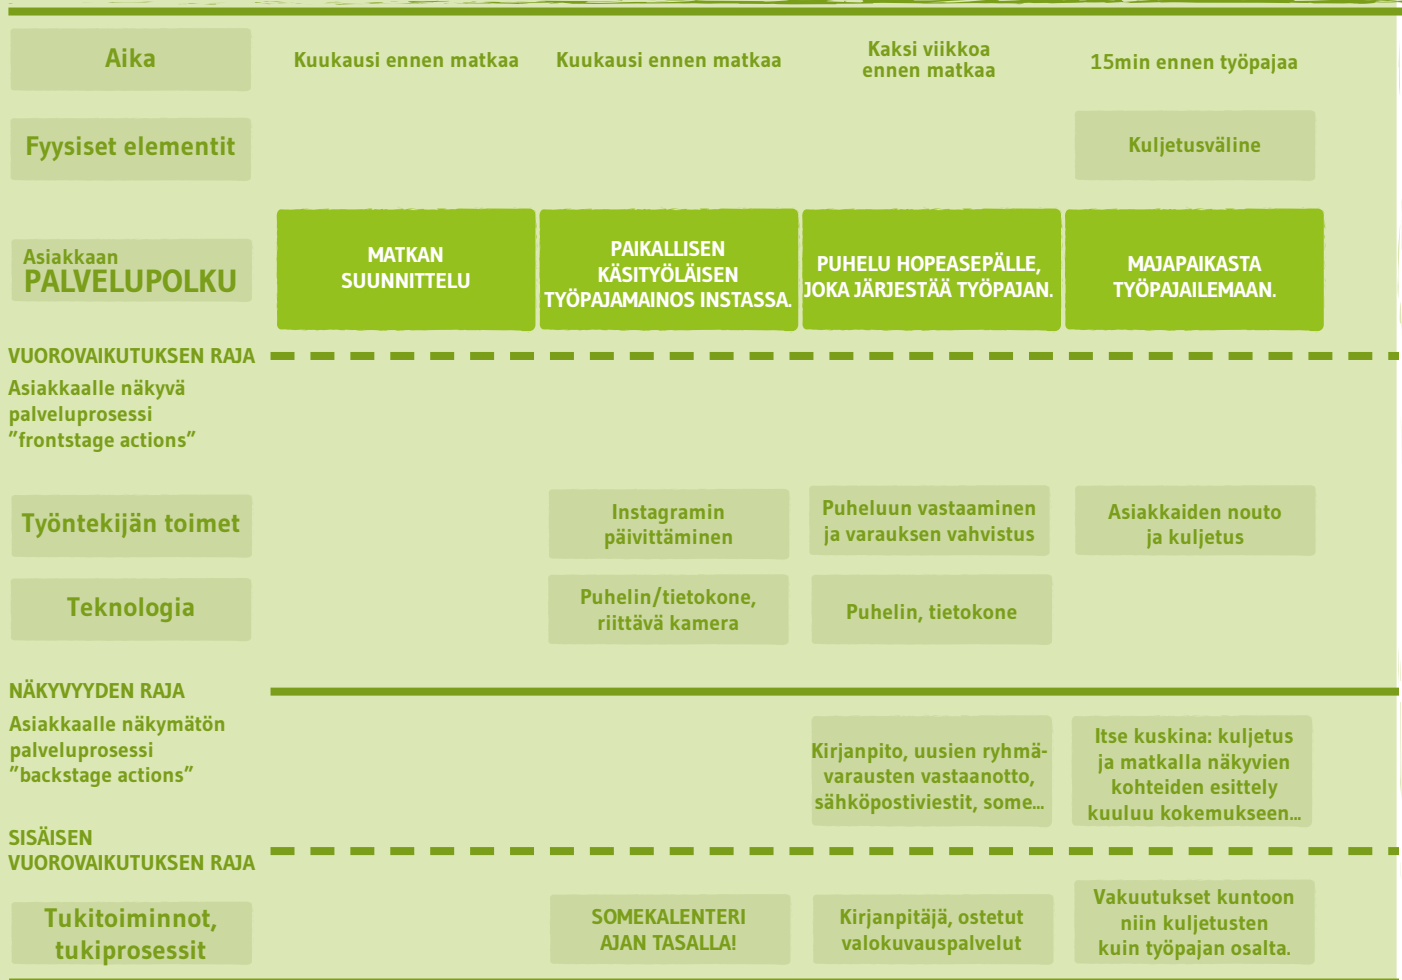 Aika
Kuukausi ennen matkaa
Kuukausi ennen matkaa
Kaksi viikkoa
ennen matkaa
15min ennen työpajaa
Fyysiset elementit
Kuljetusväline
Asiakkaan
PALVELUPOLKU
MATKAN
SUUNNITTELU
PAIKALLISEN
KÄSITYÖLÄISEN
TYÖPAJAMAINOS INSTASSA.
PUHELU HOPEASEPÄLLE,
JOKA JÄRJESTÄÄ TYÖPAJAN.
MAJAPAIKASTA
TYÖPAJAILEMAAN.
VUOROVAIKUTUKSEN RAJA
Asiakkaalle näkyvä
palveluprosessi
”frontstage actions”
Työntekijän toimet
Instagramin
päivittäminen
Puheluun vastaaminen
ja varauksen vahvistus
Asiakkaiden nouto
ja kuljetus
Teknologia
Puhelin/tietokone,
riittävä kamera
Puhelin, tietokone
NÄKYVYYDEN RAJA
Asiakkaalle näkymätön
palveluprosessi
”backstage actions”
Kirjanpito, uusien ryhmä-
varausten vastaanotto,
sähköpostiviestit, some...
Itse kuskina: kuljetus
ja matkalla näkyvien
kohteiden esittely
kuuluu kokemukseen...
SISÄISEN
VUOROVAIKUTUKSEN RAJA
Tukitoiminnot,
tukiprosessit
SOMEKALENTERI
AJAN TASALLA!
Kirjanpitäjä, ostetut
valokuvauspalvelut
Vakuutukset kuntoon
niin kuljetusten
kuin työpajan osalta.